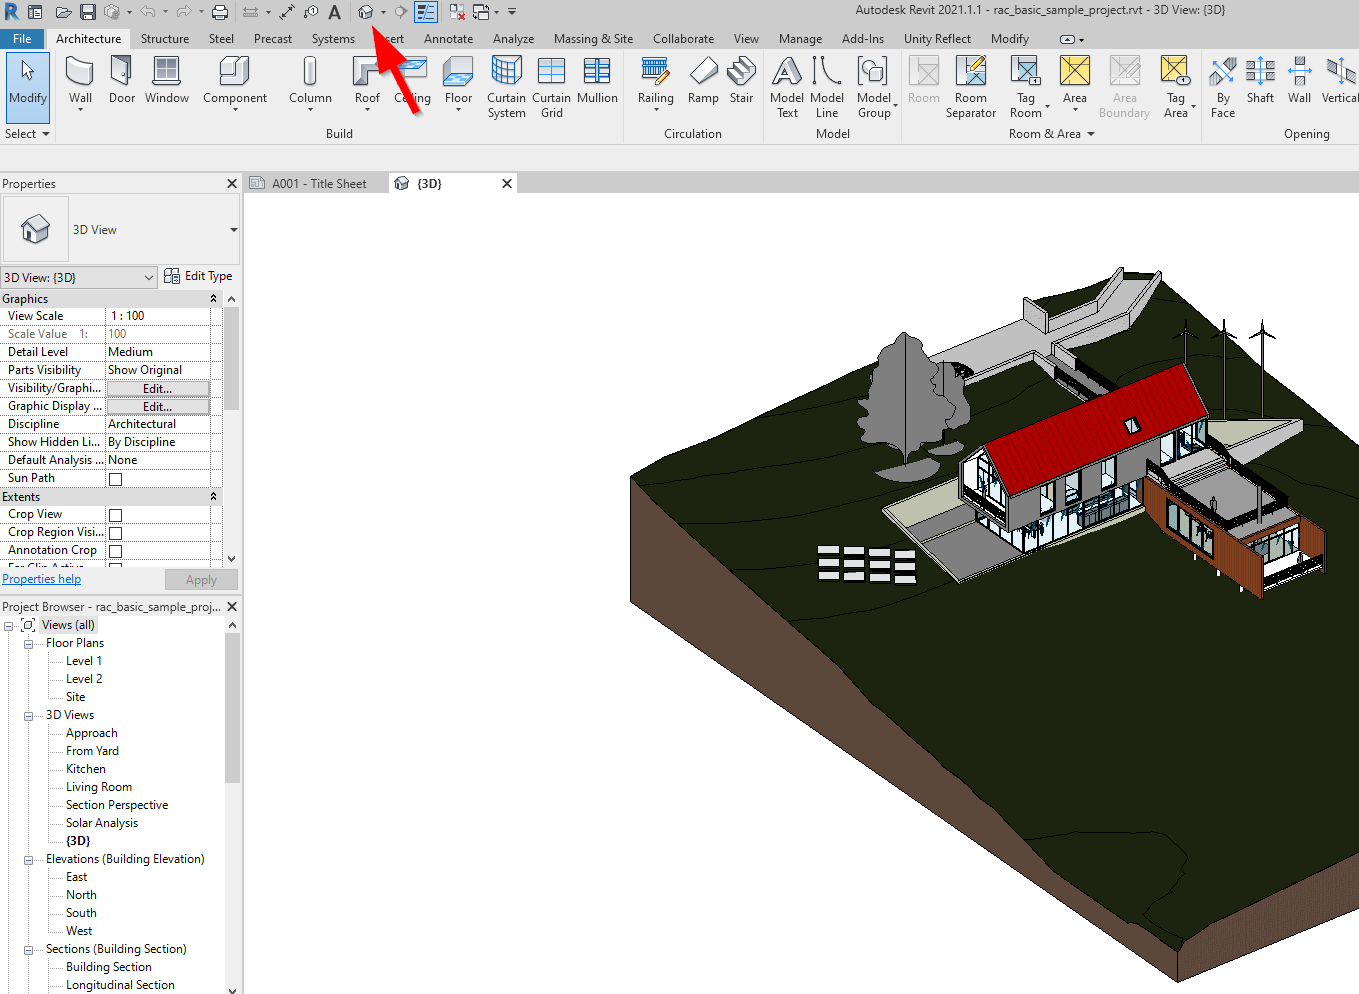 Autodesk Revit 2021.1.1 - rac_basic_sample_project.rvt - 3D View: {3D}
File Architecture Structure Steel Precast Systems Annotate Analyze Massing & Site Collaborate View Manage Add-Ins Unity Reflect Modify
Modify Wall Door Window Component Column Roof Floor Curtain System Curtain Grid Mullion Railing Ramp Stair Model Text Model Line Model Group Room Room Separator Tag Room Area Area Boundary Tag Area By Face Shaft Wall Vertical
Select Build Circulation Model Room & Area Opening
Properties
A001 - Title Sheet
{3D}
3D View
3D View: {3D}
Edit Type
Graphics
View Scale 1 : 100
Scale Value 1: 100
Detail Level Medium
Parts Visibility Show Original
Visibility/Graphi... Edit...
Graphic Display ... Edit...
Discipline Architectural
Show Hidden Li... By Discipline
Default Analysis ... None
Sun Path
Extents
Crop View
Crop Region Visi...
Annotation Crop
Properties help Apply
Project Browser - rac_basic_sample_proj...
Views (all)
Floor Plans
Level 1
Level 2
Site
3D Views
Approach
From Yard
Kitchen
Living Room
Section Perspective
Solar Analysis
{3D}
Elevations (Building Elevation)
East
North
South
West
Sections (Building Section)
Building Section
Longitudinal Section